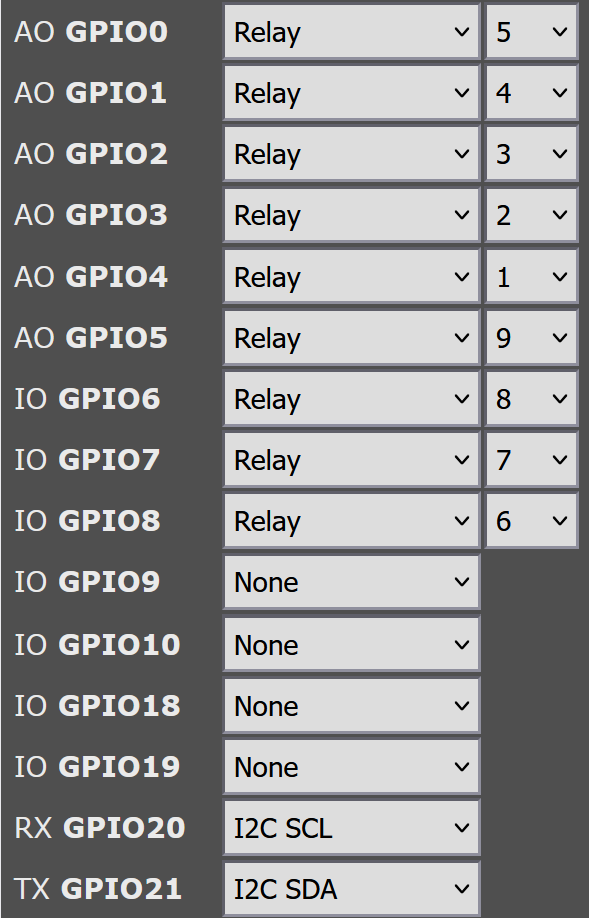 AO GPIO0 Relay 5
AO GPIO1 Relay 4
AO GPIO2 Relay 3
AO GPIO3 Relay 2
AO GPIO4 Relay 1
AO GPIO5 Relay 9
IO GPIO6 Relay 8
IO GPIO7 Relay 7
IO GPIO8 Relay 6
IO GPIO9 None
IO GPIO10 None
IO GPIO18 None
IO GPIO19 None
RX GPIO20 I2C SCL
TX GPIO21 I2C SDA